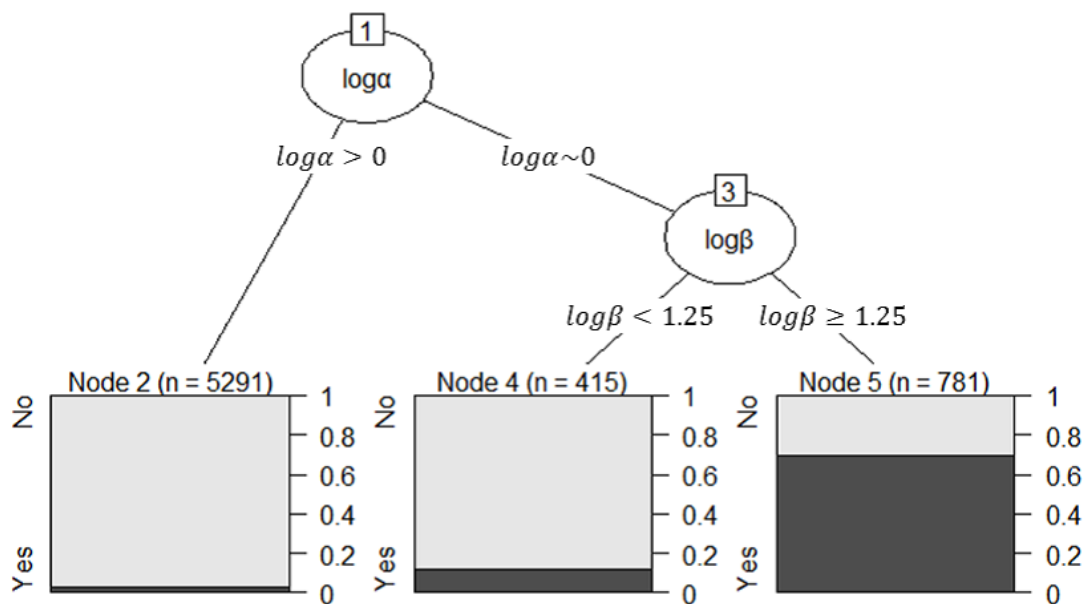 1
logα
logα > 0
logα~0
3
logβ
logβ < 1.25
logβ ≥ 1.25
Node 2 (n = 5291)
No
Yes
1
0.8
0.6
0.4
0.2
0
Node 4 (n = 415)
No
Yes
1
0.8
0.6
0.4
0.2
0
Node 5 (n = 781)
No
Yes
1
0.8
0.6
0.4
0.2
0